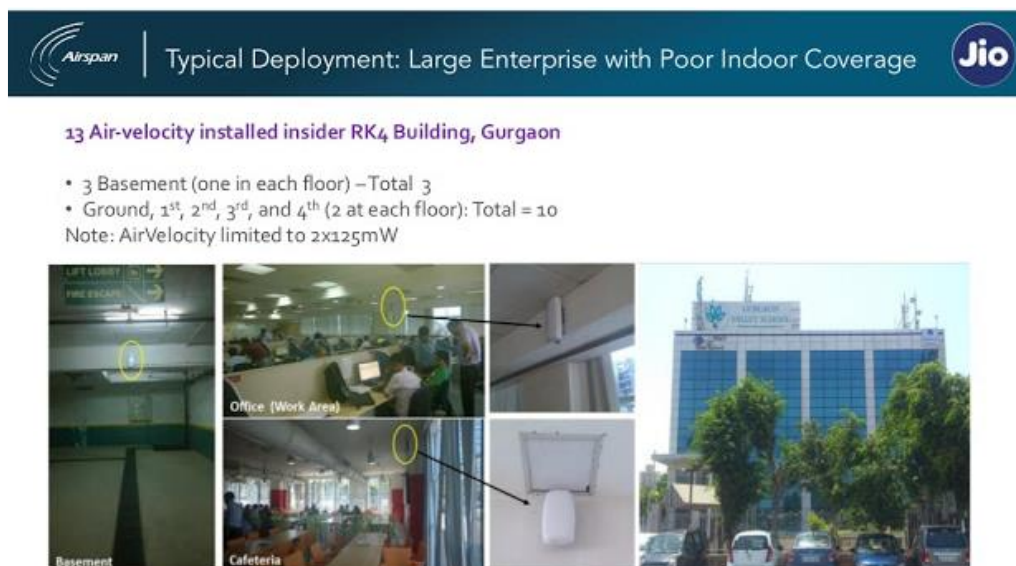 Airspan
Typical Deployment: Large Enterprise with Poor Indoor Coverage
Jio
13 Air-velocity installed insider RK4 Building, Gurgaon
• 3 Basement (one in each floor) – Total 3
• Ground, 1st, 2nd, 3rd, and 4th (2 at each floor): Total = 10
Note: AirVelocity limited to 2x125mW
LIFT LOBBY
FIRE ESCAPE
Basement
Office (Work Area)
Cafeteria